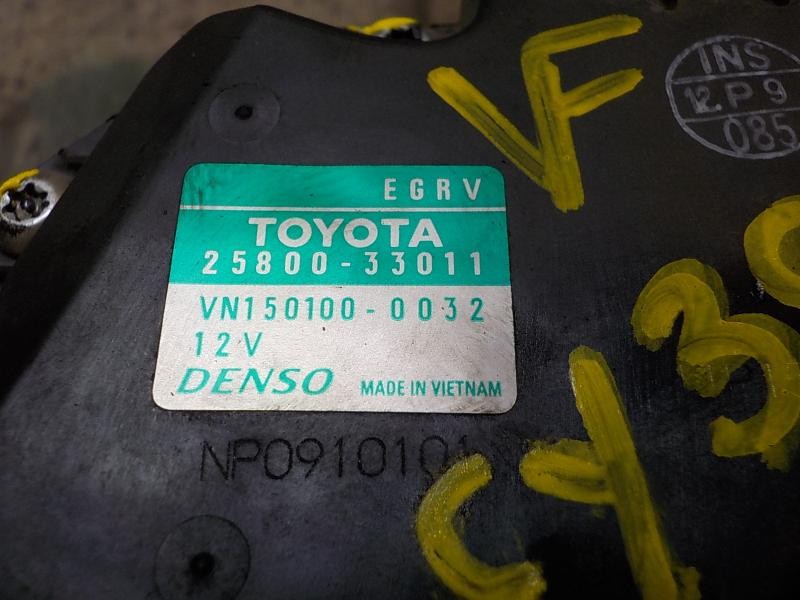 EGRV
TOYOTA
25800-33011
VN150100-0032
12V
DENSO MADE IN VIETNAM
NP0910101
VF
INS
12.P9
085